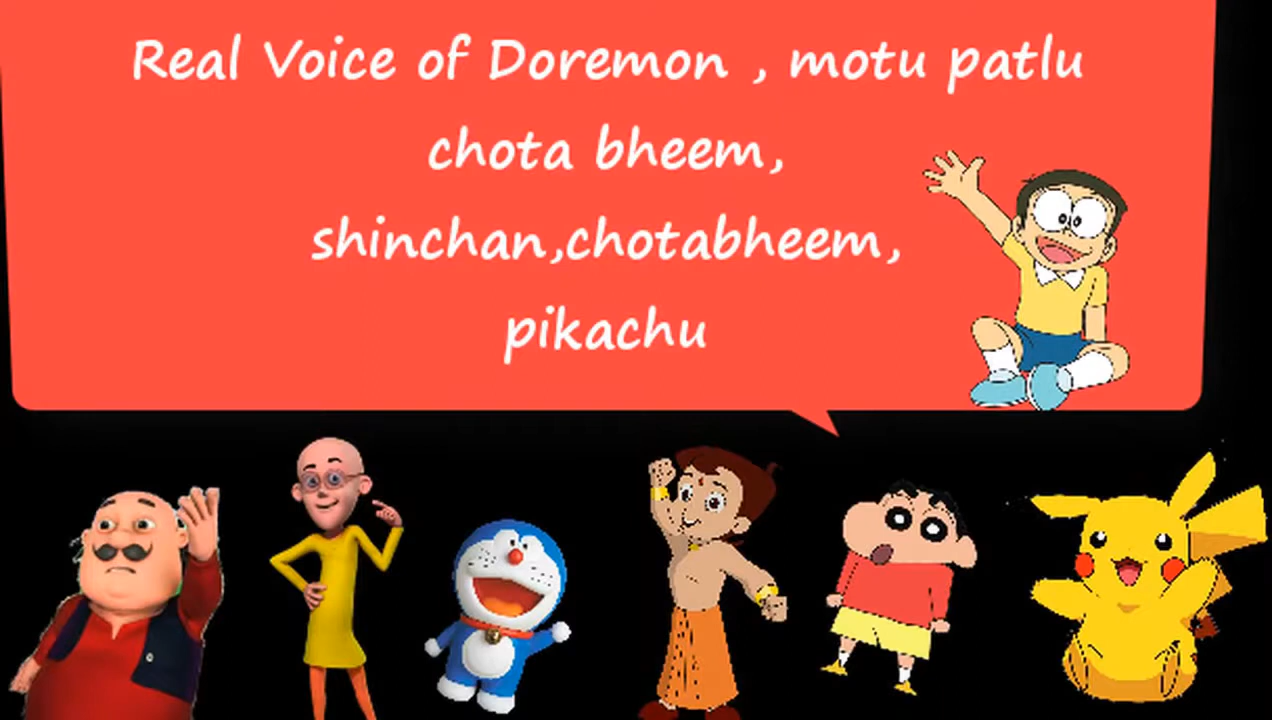 Real Voice of Doremon , motu patlu
chota bheem,
shinchan,chotabheem,
pikachu